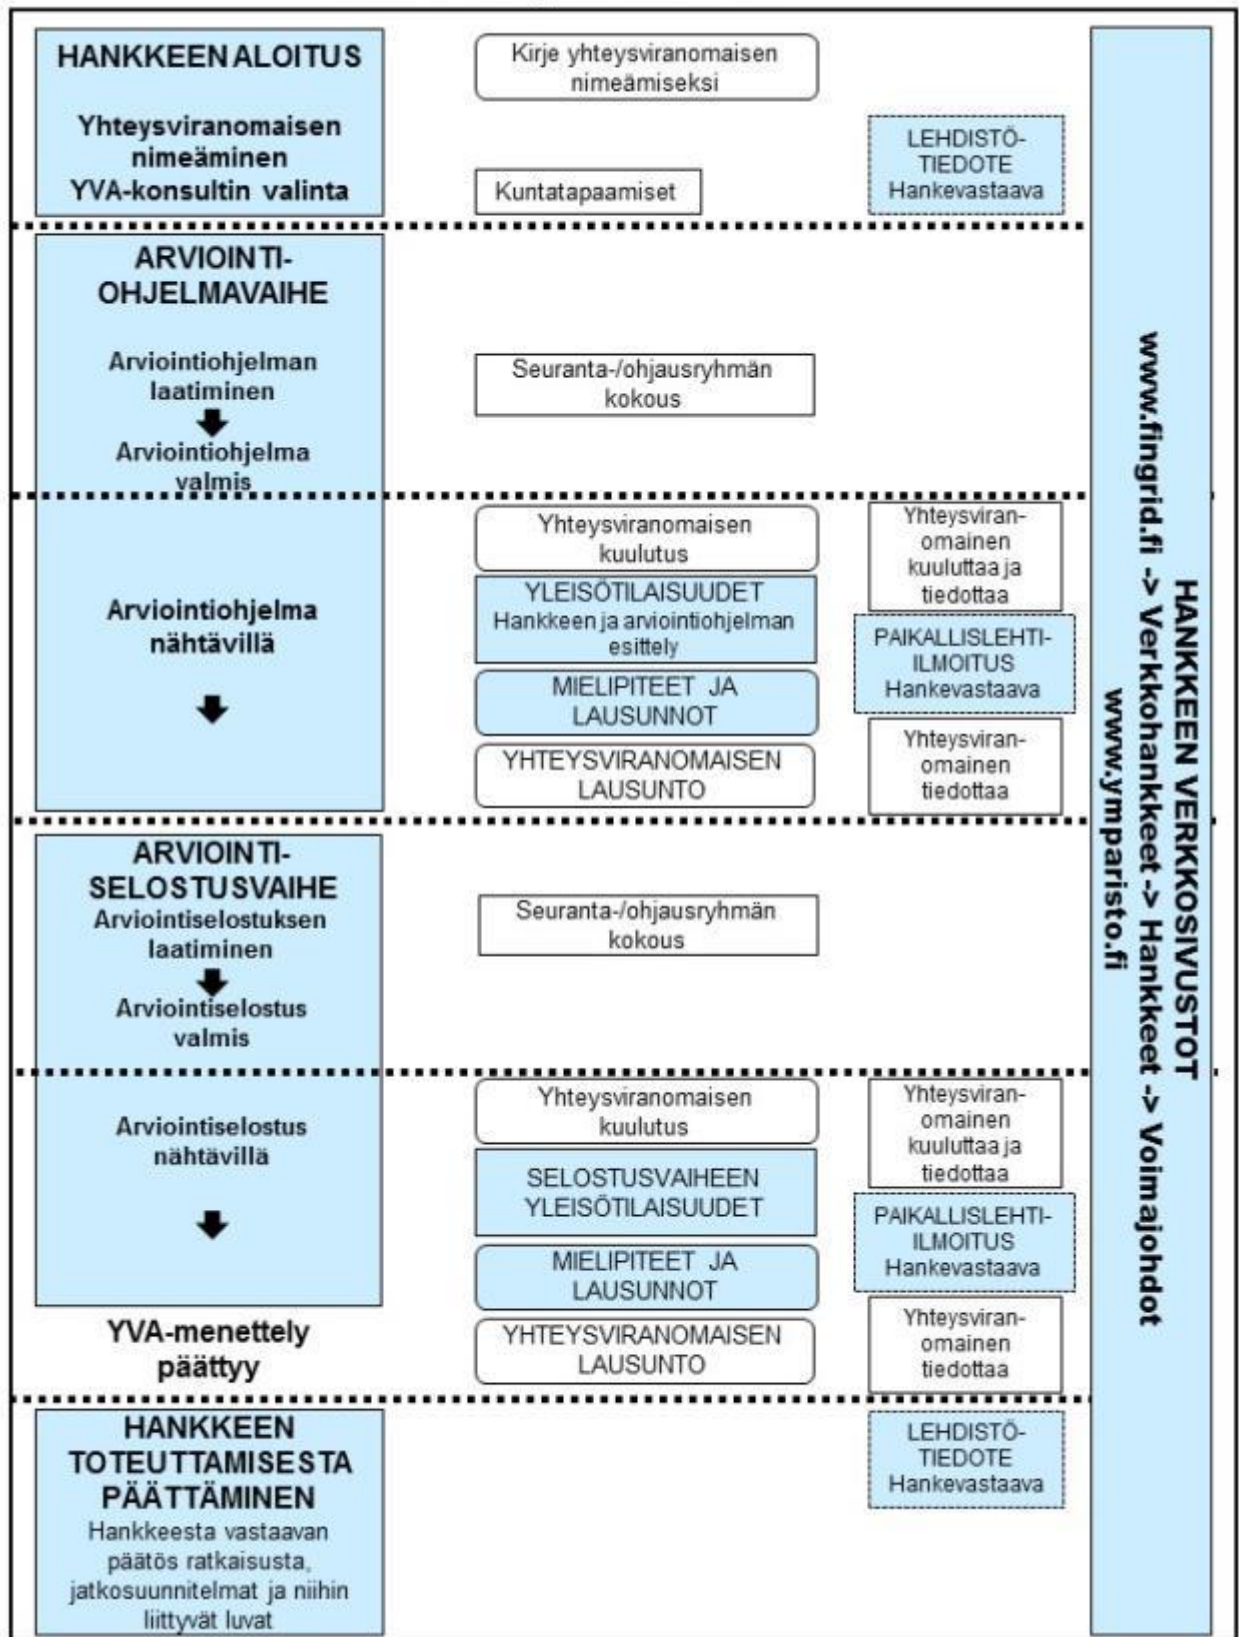 HANKKEEN ALOITUS
Yhteysviranomaisen
nimeäminen
YVA-konsultin valinta
Kirje yhteysviranomaisen
nimeämiseksi
Kuntatapaamiset
LEHDISTÖ-
TIEDOTE
Hankevastaava
ARVIOINTI-
OHJELMAVAIHE
Arviointiohjelman
laatiminen
Arviointiohjelma
valmis
Seuranta-/ohjausryhmän
kokous
Arviointiohjelma
nähtävillä
Yhteysviranomaisen
kuulutus
YLEISÖTILAISUUDET
Hankkeen ja arviointiohjelman
esittely
MIELIPITEET JA
LAUSUNNOT
YHTEYSVIRANOMAISEN
LAUSUNTO
Yhteysviran-
omainen
kuuluttaa ja
tiedottaa
PAIKALLISLEHTI-
ILMOITUS
Hankevastaava
Yhteysviran-
omainen
tiedottaa
ARVIOINTI-
SELOSTUSVAIHE
Arviointiselostuksen
laatiminen
Arviointiselostus
valmis
Seuranta-/ohjausryhmän
kokous
Arviointiselostus
nähtävillä
Yhteysviranomaisen
kuulutus
SELOSTUSVAIHEEN
YLEISÖTILAISUUDET
MIELIPITEET JA
LAUSUNNOT
YHTEYSVIRANOMAISEN
LAUSUNTO
Yhteysviran-
omainen
kuuluttaa ja
tiedottaa
PAIKALLISLEHTI-
ILMOITUS
Hankevastaava
Yhteysviran-
omainen
tiedottaa
YVA-menettely
päättyy
HANKKEEN
TOTEUTTAMISESTA
PÄÄTTÄMINEN
Hankkeesta vastaavan
päätös ratkaisusta,
jatkosuunnitelmat ja niihin
liittyvät luvat
LEHDISTÖ-
TIEDOTE
Hankevastaava
HANKKEEN VERKKOSIVUSTOT
www.fingrid.fi -> Verkkohankkeet -> Hankkeet -> Voimajohdot
www.ymparisto.fi